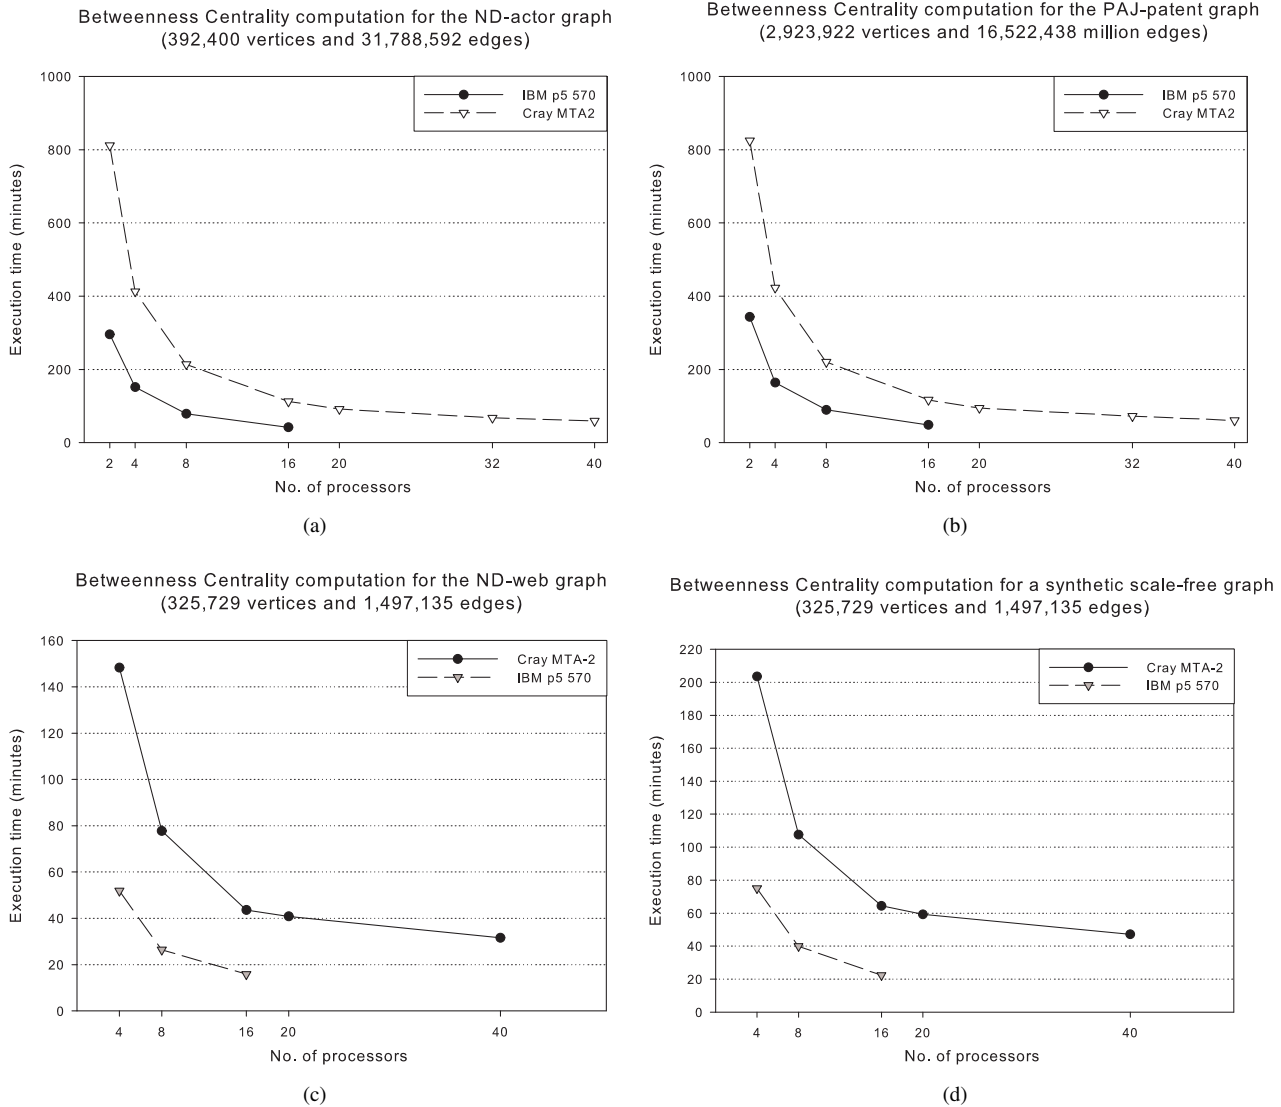 Betweenness Centrality computation for the ND-actor graph
(392,400 vertices and 31,788,592 edges)
1000
800
600
400
200
0
Execution time (minutes)
IBM p5 570
Cray MTA2
2 4 8 16 20 32 40
No. of processors
(a)
Betweenness Centrality computation for the PAJ-patent graph
(2,923,922 vertices and 16,522,438 million edges)
1000
800
600
400
200
0
Execution time (minutes)
IBM p5 570
Cray MTA2
2 4 8 16 20 32 40
No. of processors
(b)
Betweenness Centrality computation for the ND-web graph
(325,729 vertices and 1,497,135 edges)
160
140
120
100
80
60
40
20
0
Execution time (minutes)
Cray MTA-2
IBM p5 570
4 8 16 20 40
No. of processors
(c)
Betweenness Centrality computation for a synthetic scale-free graph
(325,729 vertices and 1,497,135 edges)
220
200
180
160
140
120
100
80
60
40
20
0
Execution time (minutes)
Cray MTA-2
IBM p5 570
4 8 16 20 40
No. of processors
(d)